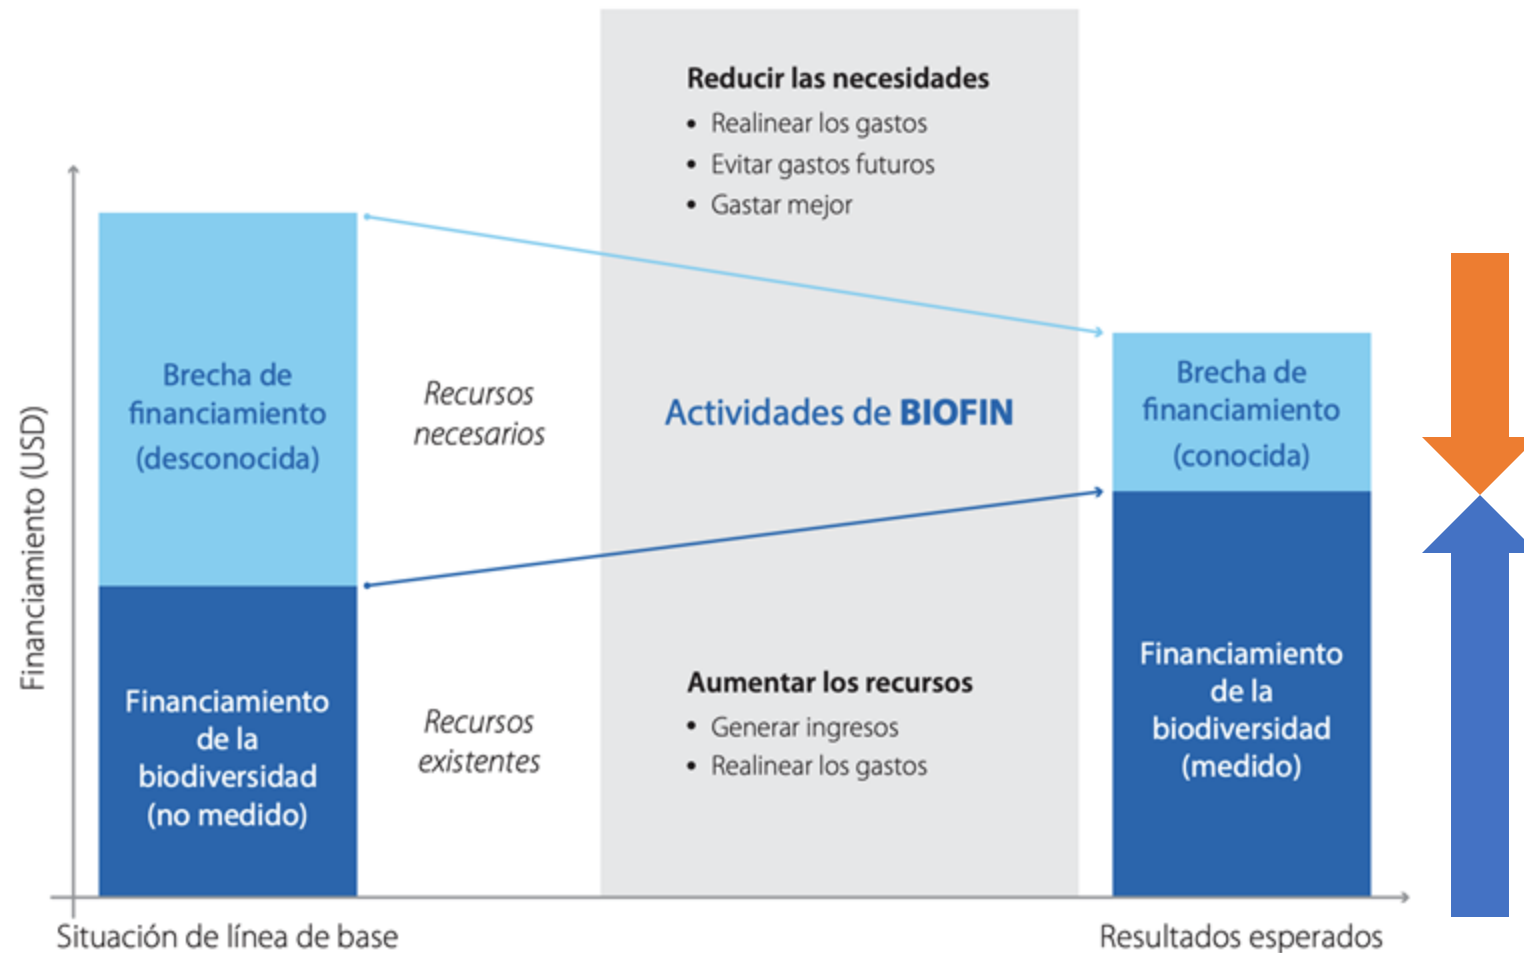 Reducir las necesidades
• Realinear los gastos
• Evitar gastos futuros
• Gastar mejor
Financiamiento (USD)
Brecha de
financiamiento
(desconocida)
Recursos
necesarios
Actividades de BIOFIN
Brecha de
financiamiento
(conocida)
Financiamiento
de la
biodiversidad
(no medido)
Recursos
existentes
Aumentar los recursos
• Generar ingresos
• Realinear los gastos
Financiamiento
de la
biodiversidad
(medido)
Situación de línea de base
Resultados esperados